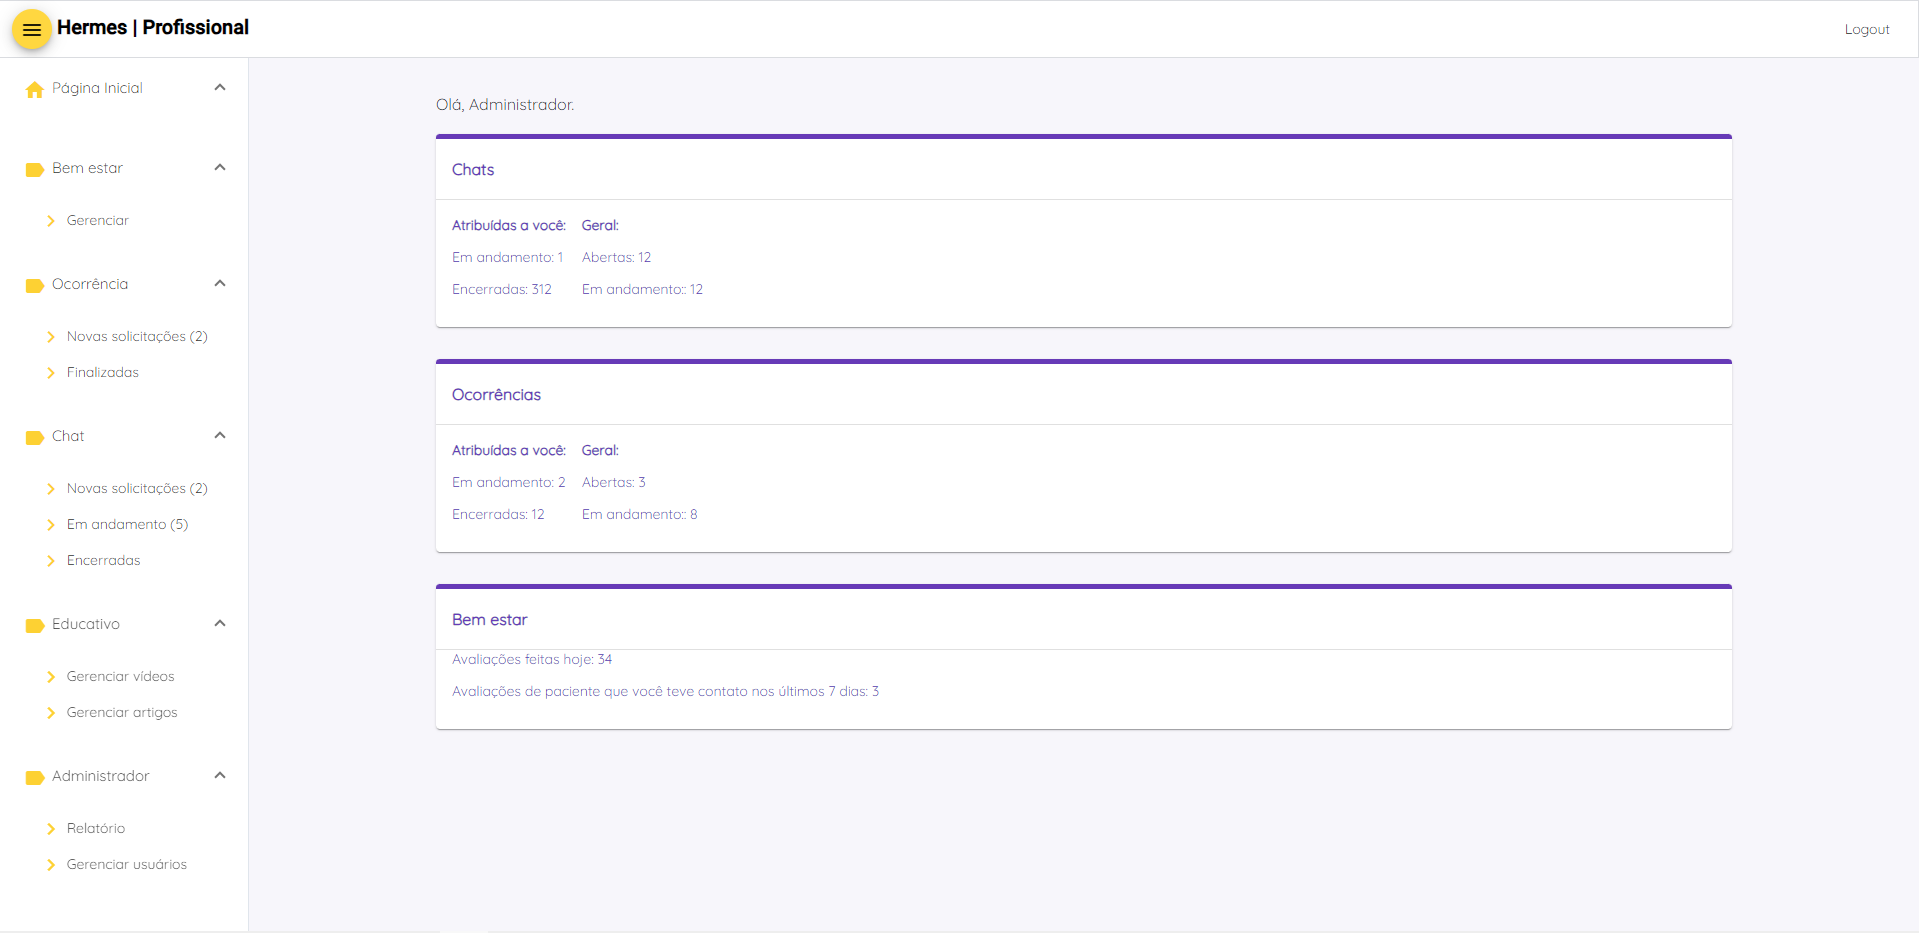 Hermes | Profissional
Logout
Página Inicial
Bem estar
Gerenciar
Ocorrência
Novas solicitações (2)
Finalizadas
Chat
Novas solicitações (2)
Em andamento (5)
Encerradas
Educativo
Gerenciar vídeos
Gerenciar artigos
Administrador
Relatório
Gerenciar usuários
Olá, Administrador.
Chats
Atribuídas a você: Geral:
Em andamento: 1 Abertas: 12
Encerradas: 312 Em andamento:: 12
Ocorrências
Atribuídas a você: Geral:
Em andamento: 2 Abertas: 3
Encerradas: 12 Em andamento:: 8
Bem estar
Avaliações feitas hoje: 34
Avaliações de paciente que você teve contato nos últimos 7 dias: 3